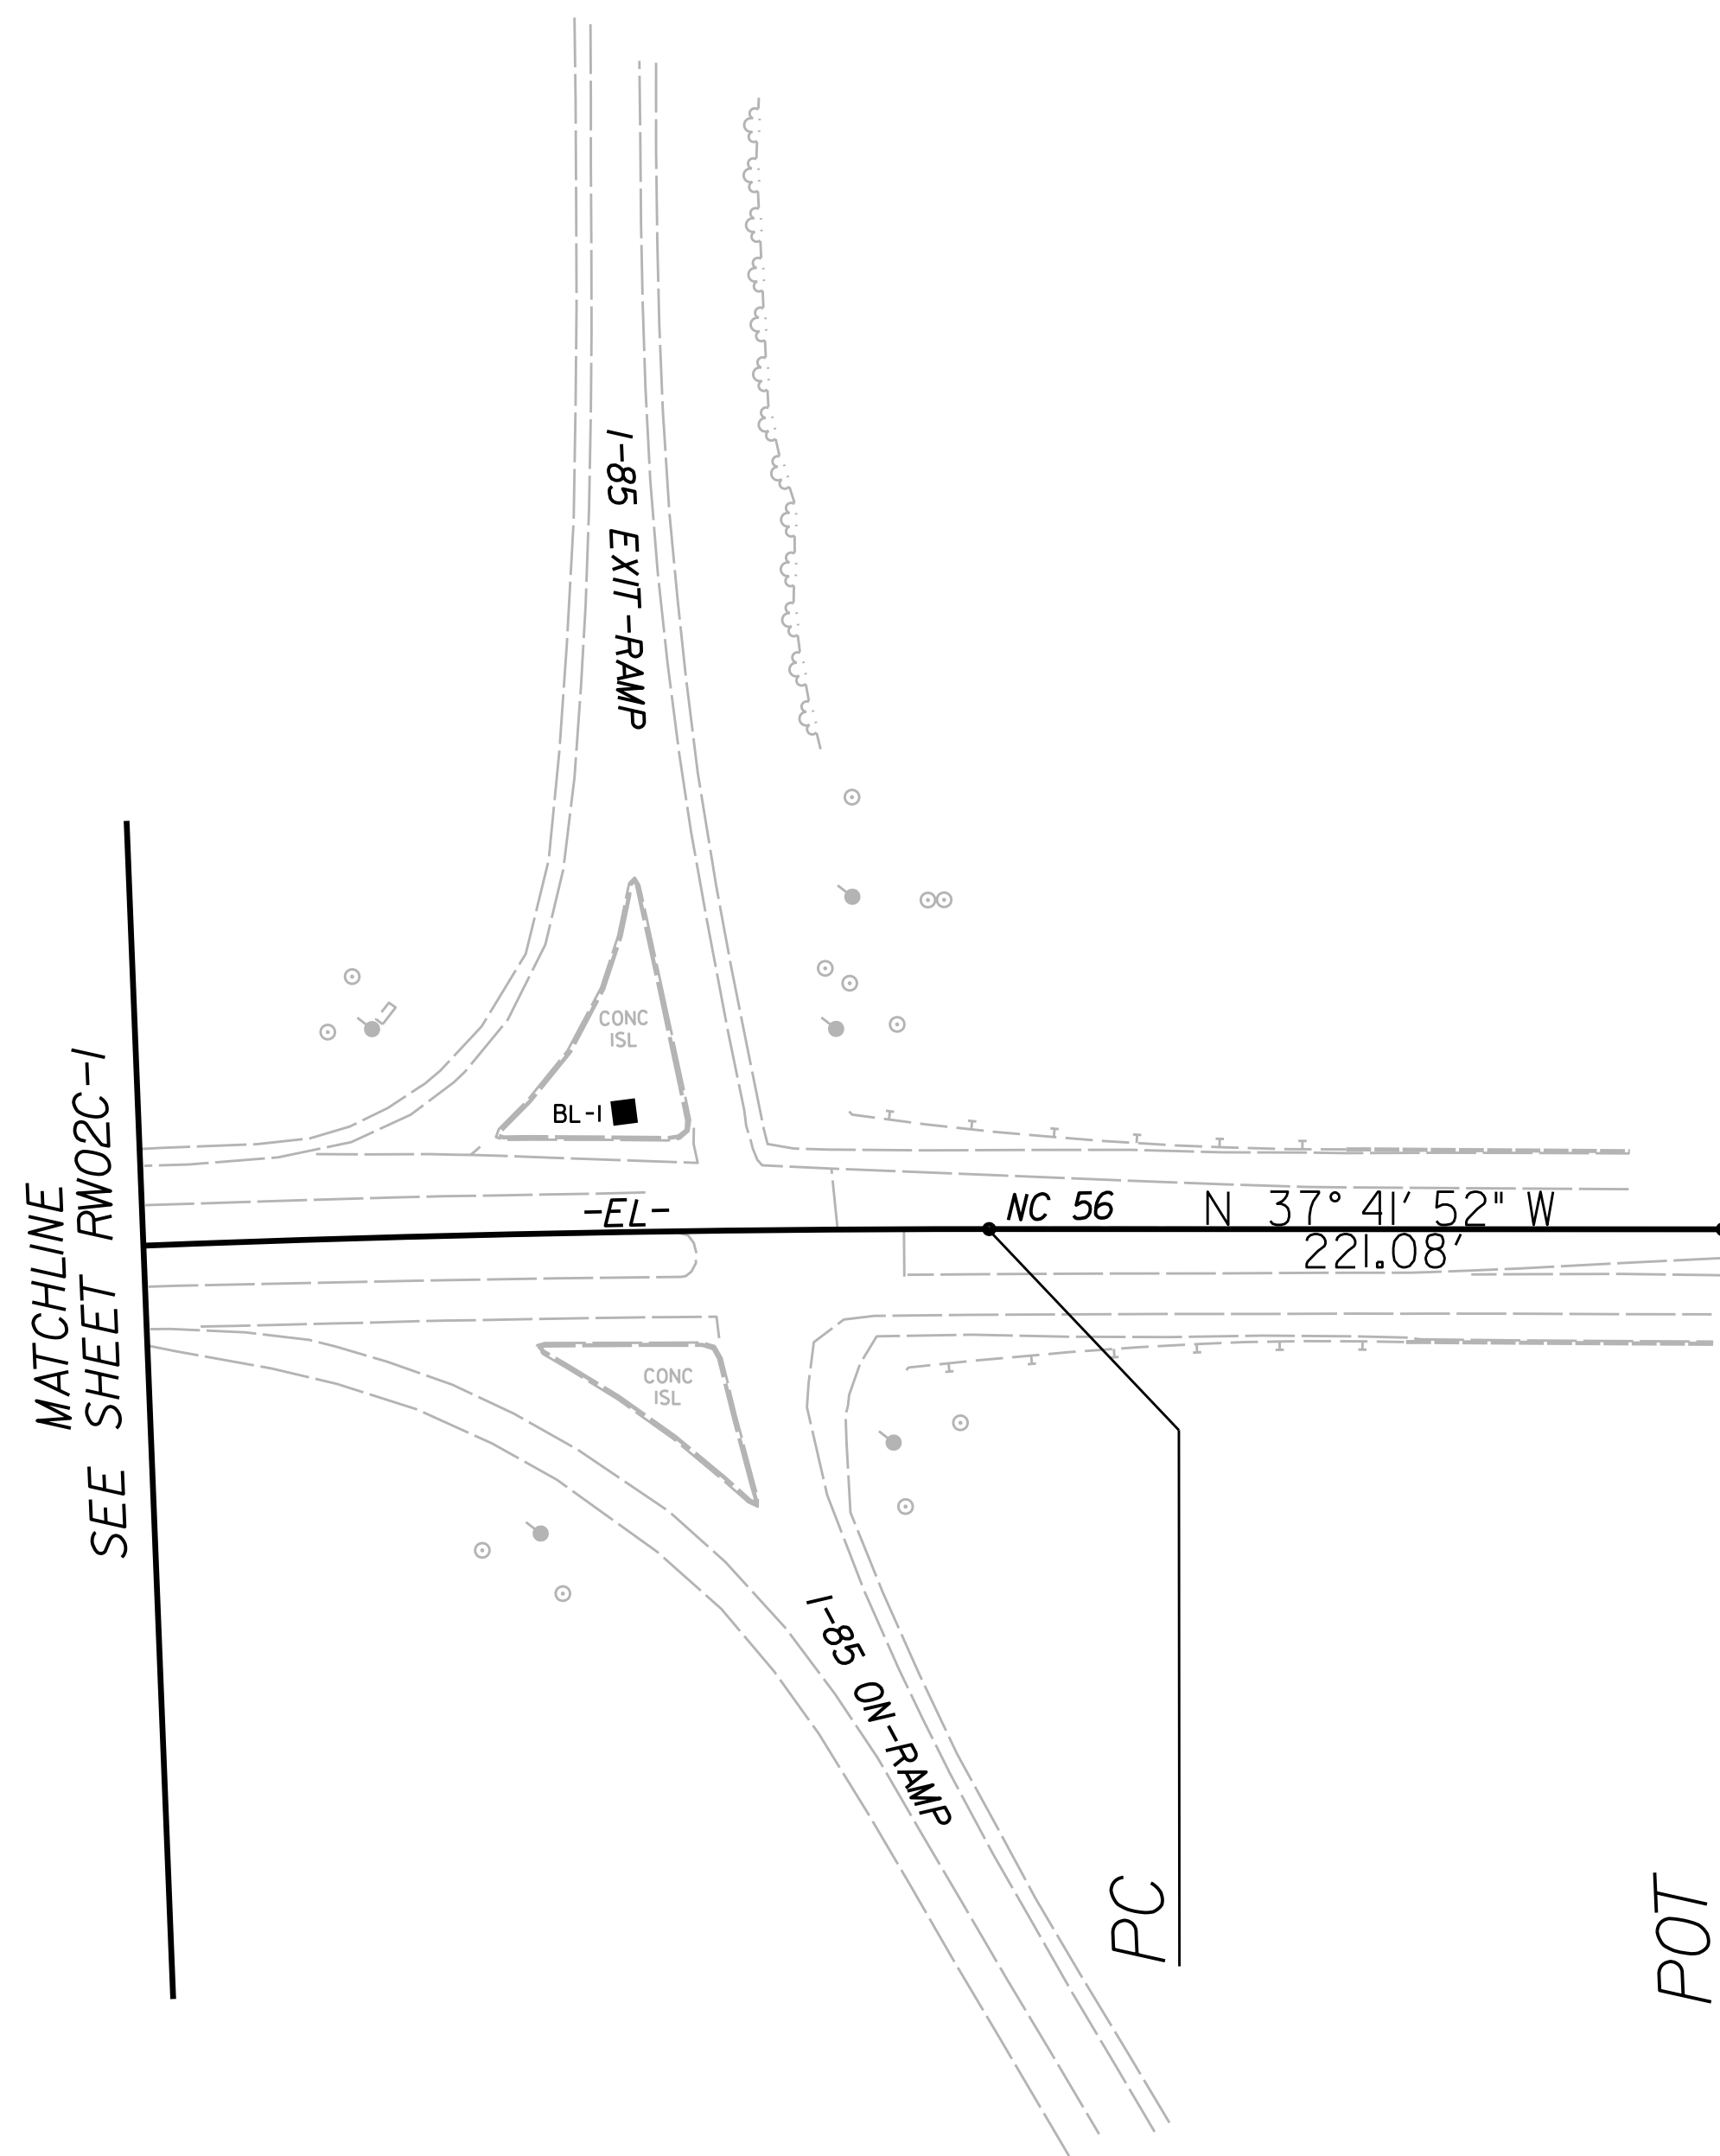 I-85 EXIT-RAMP
CONC
ISL
BL-1
MATCHLINE
SEE SHEET RW02C-1
-EL-
NC 56
N 37° 41' 52" W
221.08'
CONC
ISL
I-85 ON-RAMP
PC
POT